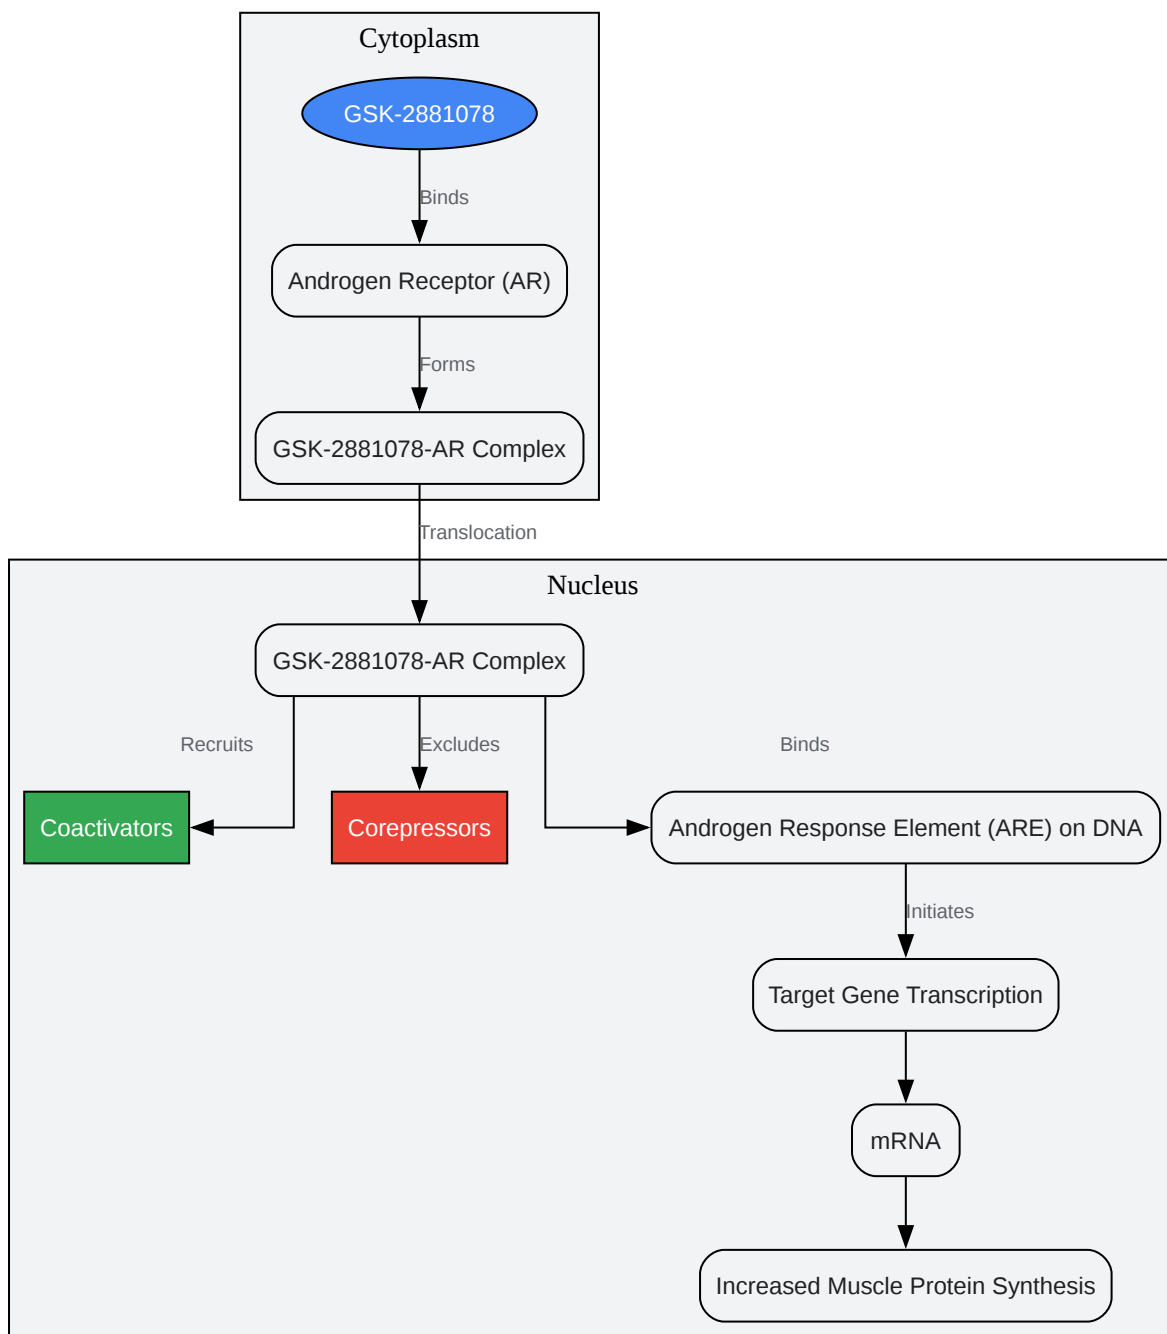 Cytoplasm
GSK-2881078
Binds
Androgen Receptor (AR)
Forms
GSK-2881078-AR Complex
Translocation
Nucleus
GSK-2881078-AR Complex
Recruits
Excludes
Binds
Coactivators
Corepressors
Androgen Response Element (ARE) on DNA
Initiates
Target Gene Transcription
mRNA
Increased Muscle Protein Synthesis